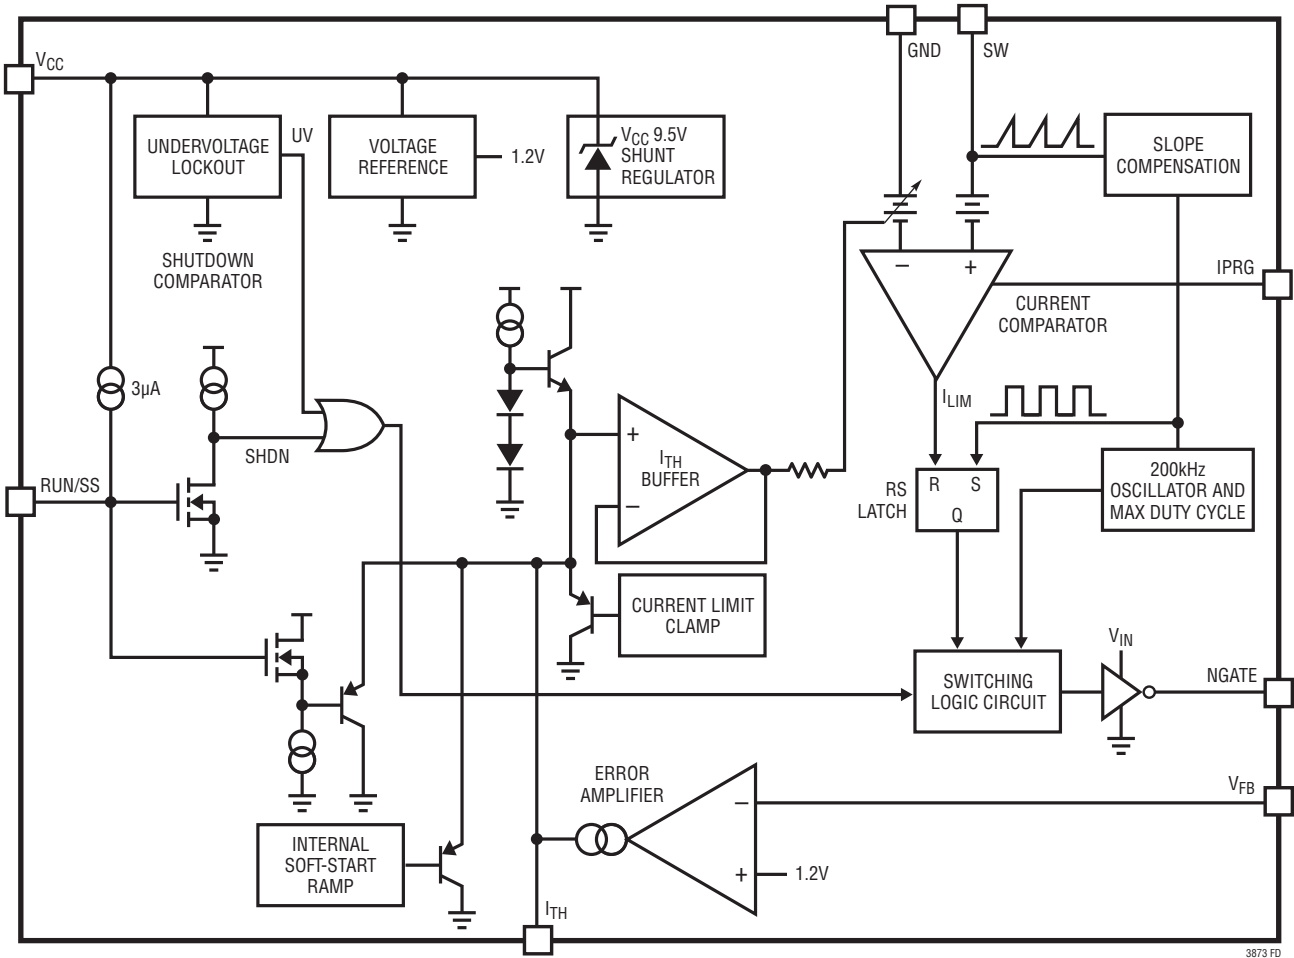 GND
SW
VCC
UNDERVOLTAGE
LOCKOUT
UV
VOLTAGE
REFERENCE
1.2V
VCC 9.5V
SHUNT
REGULATOR
SLOPE
COMPENSATION
SHUTDOWN
COMPARATOR
–
+
IPRG
CURRENT
COMPARATOR
3µA
ILIM
SHDN
+
ITH
BUFFER
–
RUN/SS
RS
LATCH
R S
Q
200kHz
OSCILLATOR AND
MAX DUTY CYCLE
CURRENT LIMIT
CLAMP
SWITCHING
LOGIC CIRCUIT
VIN
NGATE
ERROR
AMPLIFIER
–
+
1.2V
VFB
INTERNAL
SOFT-START
RAMP
ITH
3873 FD